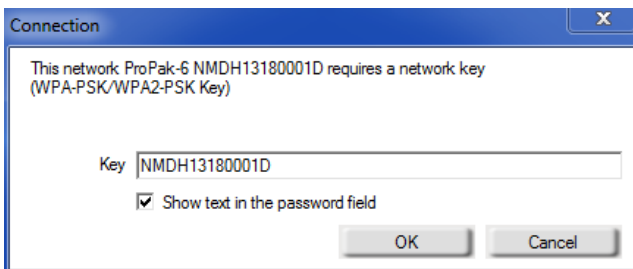 Connection
This network ProPak-6 NMDH13180001D requires a network key
(WPA-PSK/WPA2-PSK Key)
Key NMDH13180001D
Show text in the password field
OK Cancel